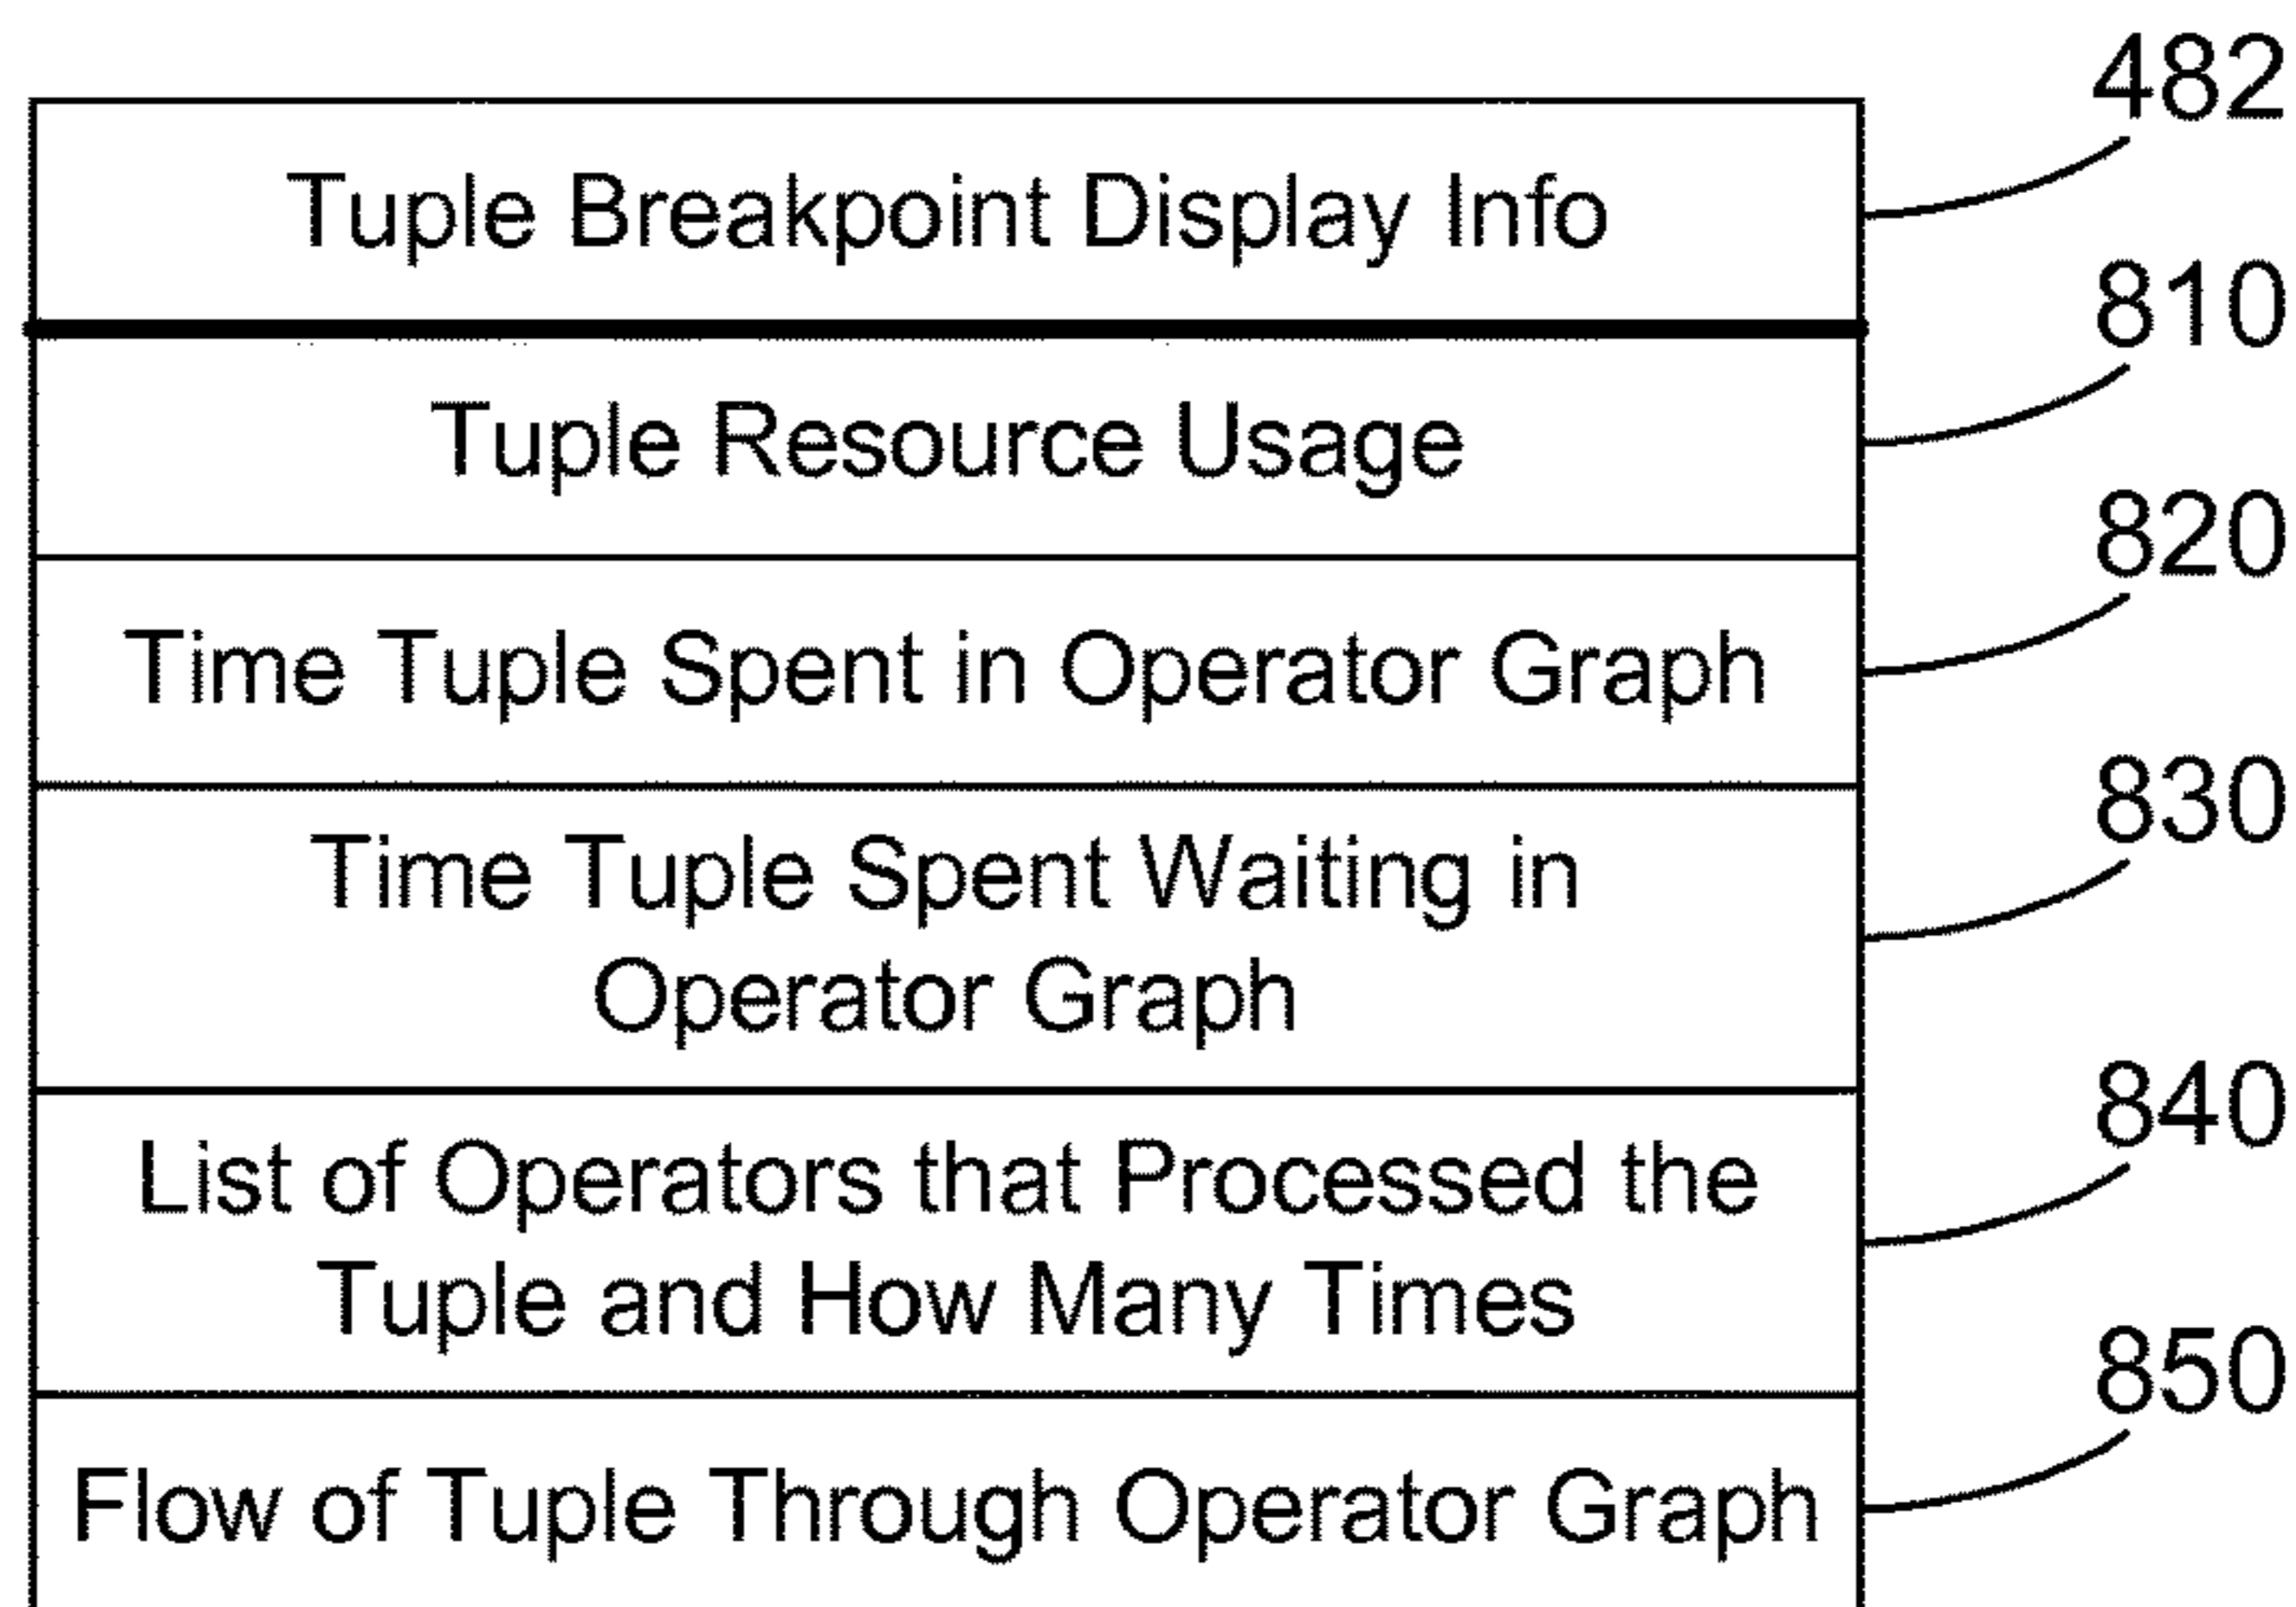 482
Tuple Breakpoint Display Info
810
Tuple Resource Usage
820
Time Tuple Spent in Operator Graph
830
Time Tuple Spent Waiting in
Operator Graph
840
List of Operators that Processed the
Tuple and How Many Times
850
Flow of Tuple Through Operator Graph